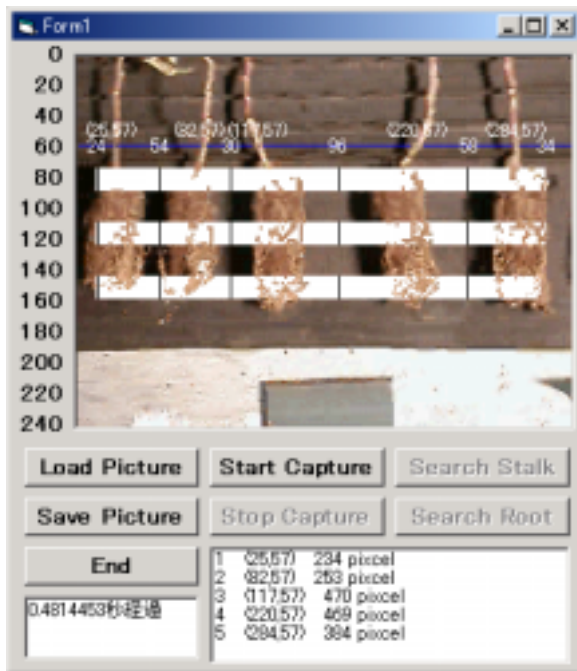 Form1
0
20
40
60
80
100
120
140
160
180
200
220
240
(25,57) (82,57) (117,57) (220,57) (284,57)
24 54 38 96 58 34
Load Picture Start Capture Search Stalk
Save Picture Stop Capture Search Root
End
0.4814453秒経過
1 (25,57) 234 pixcel
2 (82,57) 253 pixcel
3 (117,57) 470 pixcel
4 (220,57) 469 pixcel
5 (284,57) 384 pixcel